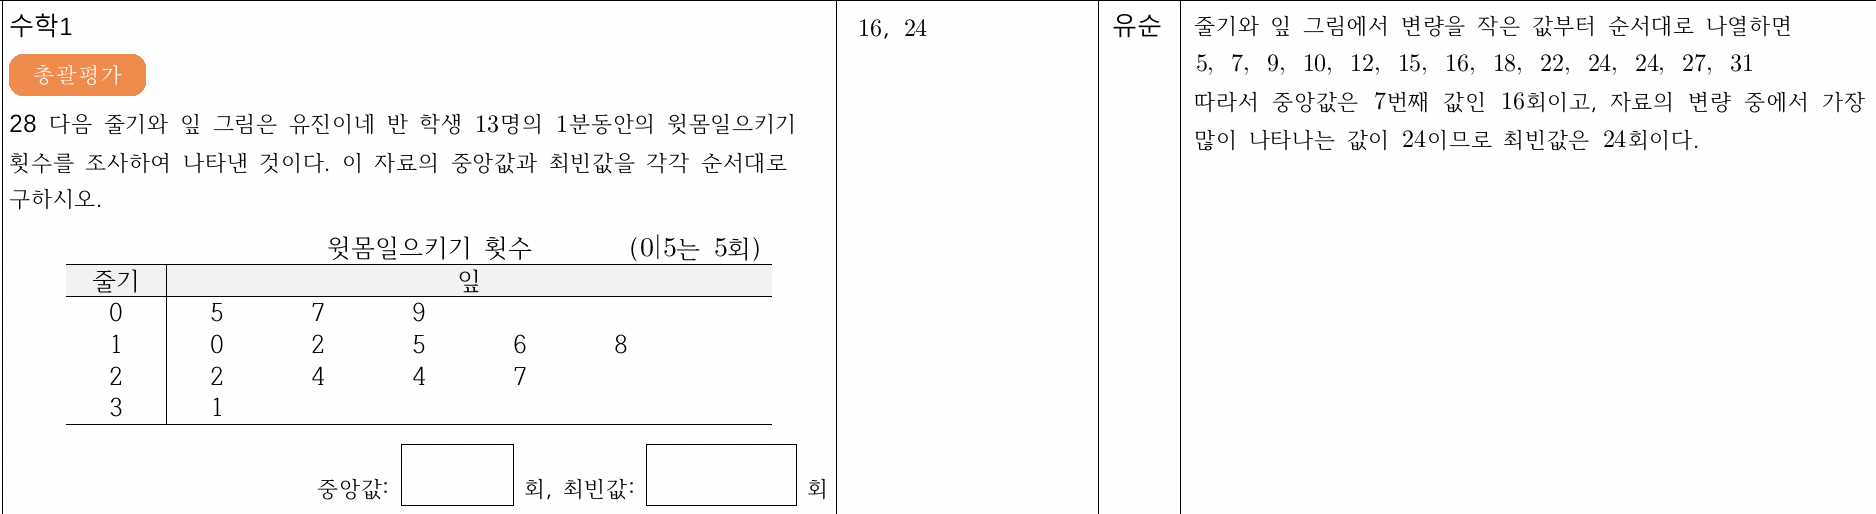 수학1
총괄평가
28 다음 줄기와 잎 그림은 유진이네 반 학생 13명의 1분동안의 윗몸일으키기
횟수를 조사하여 나타낸 것이다. 이 자료의 중앙값과 최빈값을 각각 순서대로
구하시오.
윗몸일으키기 횟수 (0|5는 5회)
줄기 잎
0 5 7 9
1 0 2 5 6 8
2 2 4 4 7
3 1
중앙값: 회, 최빈값: 회
16, 24
유순
줄기와 잎 그림에서 변량을 작은 값부터 순서대로 나열하면
5, 7, 9, 10, 12, 15, 16, 18, 22, 24, 24, 27, 31
따라서 중앙값은 7번째 값인 16회이고, 자료의 변량 중에서 가장
많이 나타나는 값이 24이므로 최빈값은 24회이다.